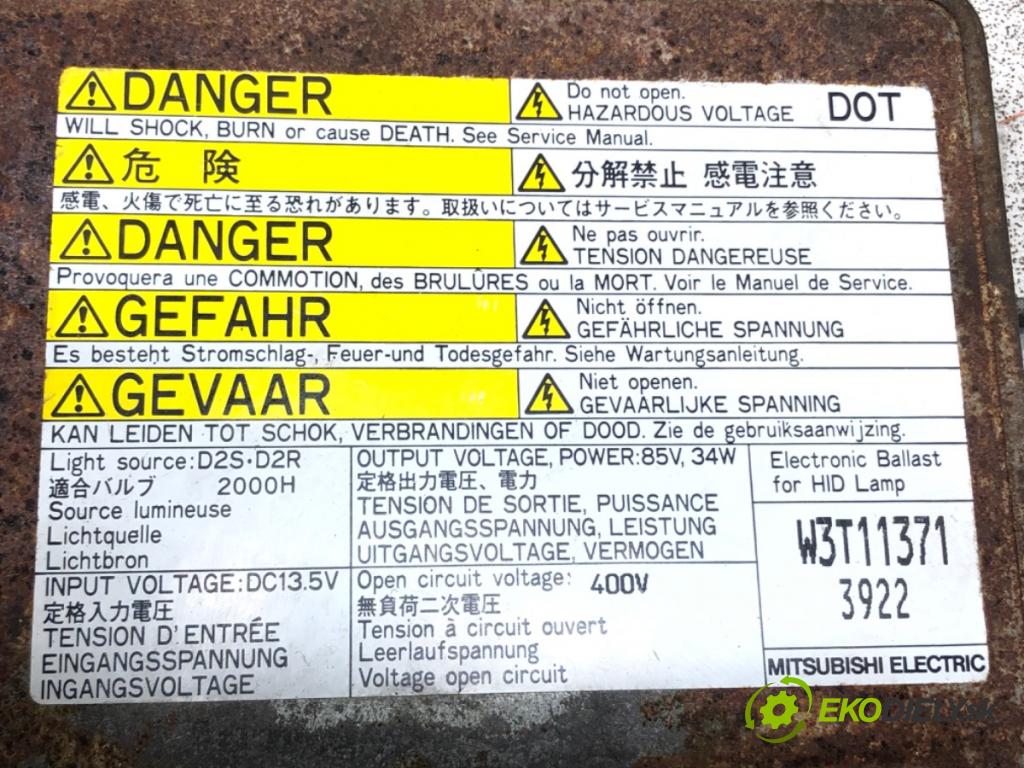 DANGER
Do not open.
HAZARDOUS VOLTAGE
DOT
WILL SHOCK, BURN or cause DEATH. See Service Manual.
危 険
分解禁止 感電注意
感電、火傷で死亡に至る恐れがあります。取扱いについてはサービスマニュアルを参照ください。
DANGER
Ne pas ouvrir.
TENSION DANGEREUSE
Provoquera une COMMOTION, des BRULÛRES ou la MORT. Voir le Manuel de Service.
GEFAHR
Nicht öffnen.
GEFÄHRLICHE SPANNUNG
Es besteht Stromschlag-, Feuer-und Todesgefahr. Siehe Wartungsanleitung.
GEVAAR
Niet openen.
GEVAARLIJKE SPANNING
KAN LEIDEN TOT SCHOK, VERBRANDINGEN OF DOOD. Zie de gebruiksaanwijzing.
Light source:D2S·D2R
適合バルブ 2000H
Source lumineuse
Lichtquelle
Lichtbron
OUTPUT VOLTAGE, POWER:85V, 34W
定格出力電圧、電力
TENSION DE SORTIE, PUISSANCE
AUSGANGSSPANNUNG, LEISTUNG
UITGANGSVOLTAGE, VERMOGEN
Electronic Ballast
for HID Lamp
INPUT VOLTAGE:DC13.5V
定格入力電圧
TENSION D'ENTRÉE
EINGANGSSPANNUNG
INGANGSVOLTAGE
Open circuit voltage: 400V
無負荷二次電圧
Tension à circuit ouvert
Leerlaufspannung
Voltage open circuit
W3T11371
3922
MITSUBISHI ELECTRIC
EKODIELY.sk